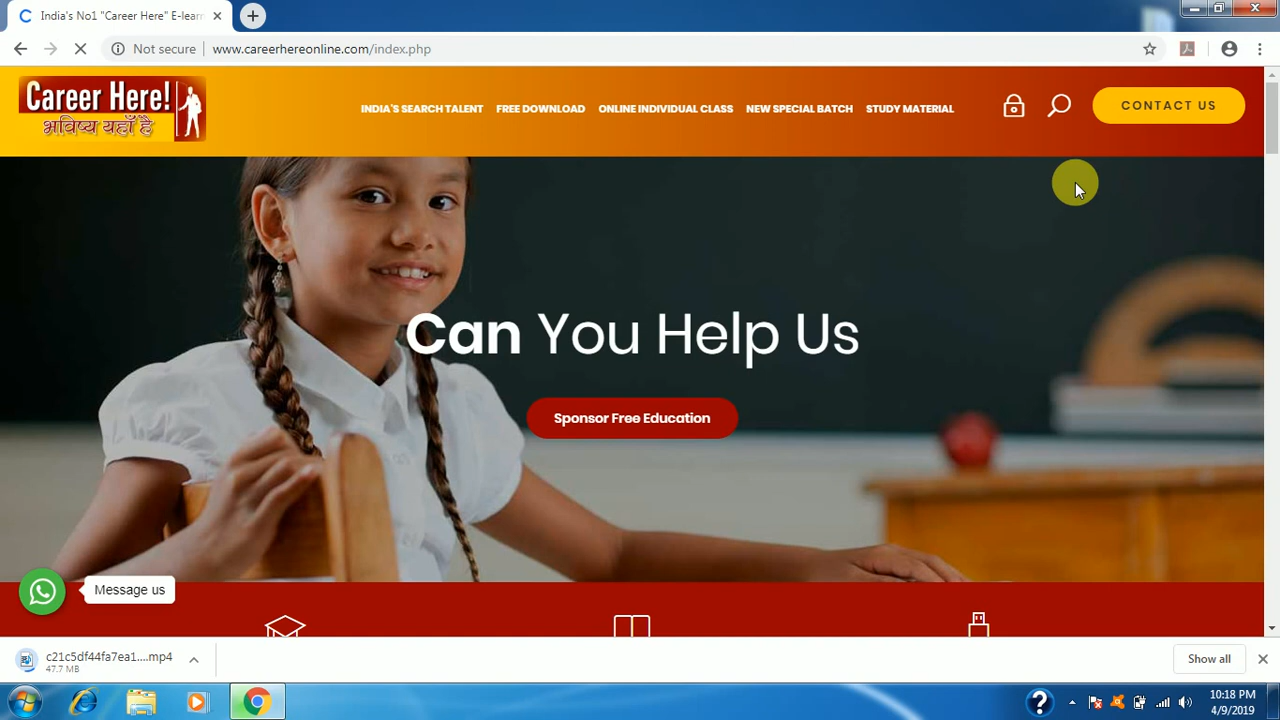 India's No1 "Career Here" E-learn
Not secure
www.careerhereonline.com/index.php
Career Here!
भविष्य यहाँ है
INDIA'S SEARCH TALENT
FREE DOWNLOAD
ONLINE INDIVIDUAL CLASS
NEW SPECIAL BATCH
STUDY MATERIAL
CONTACT US
Can You Help Us
Sponsor Free Education
Message us
c21c5df44fa7ea1....mp4
47.7 MB
Show all
10:18 PM
4/9/2019